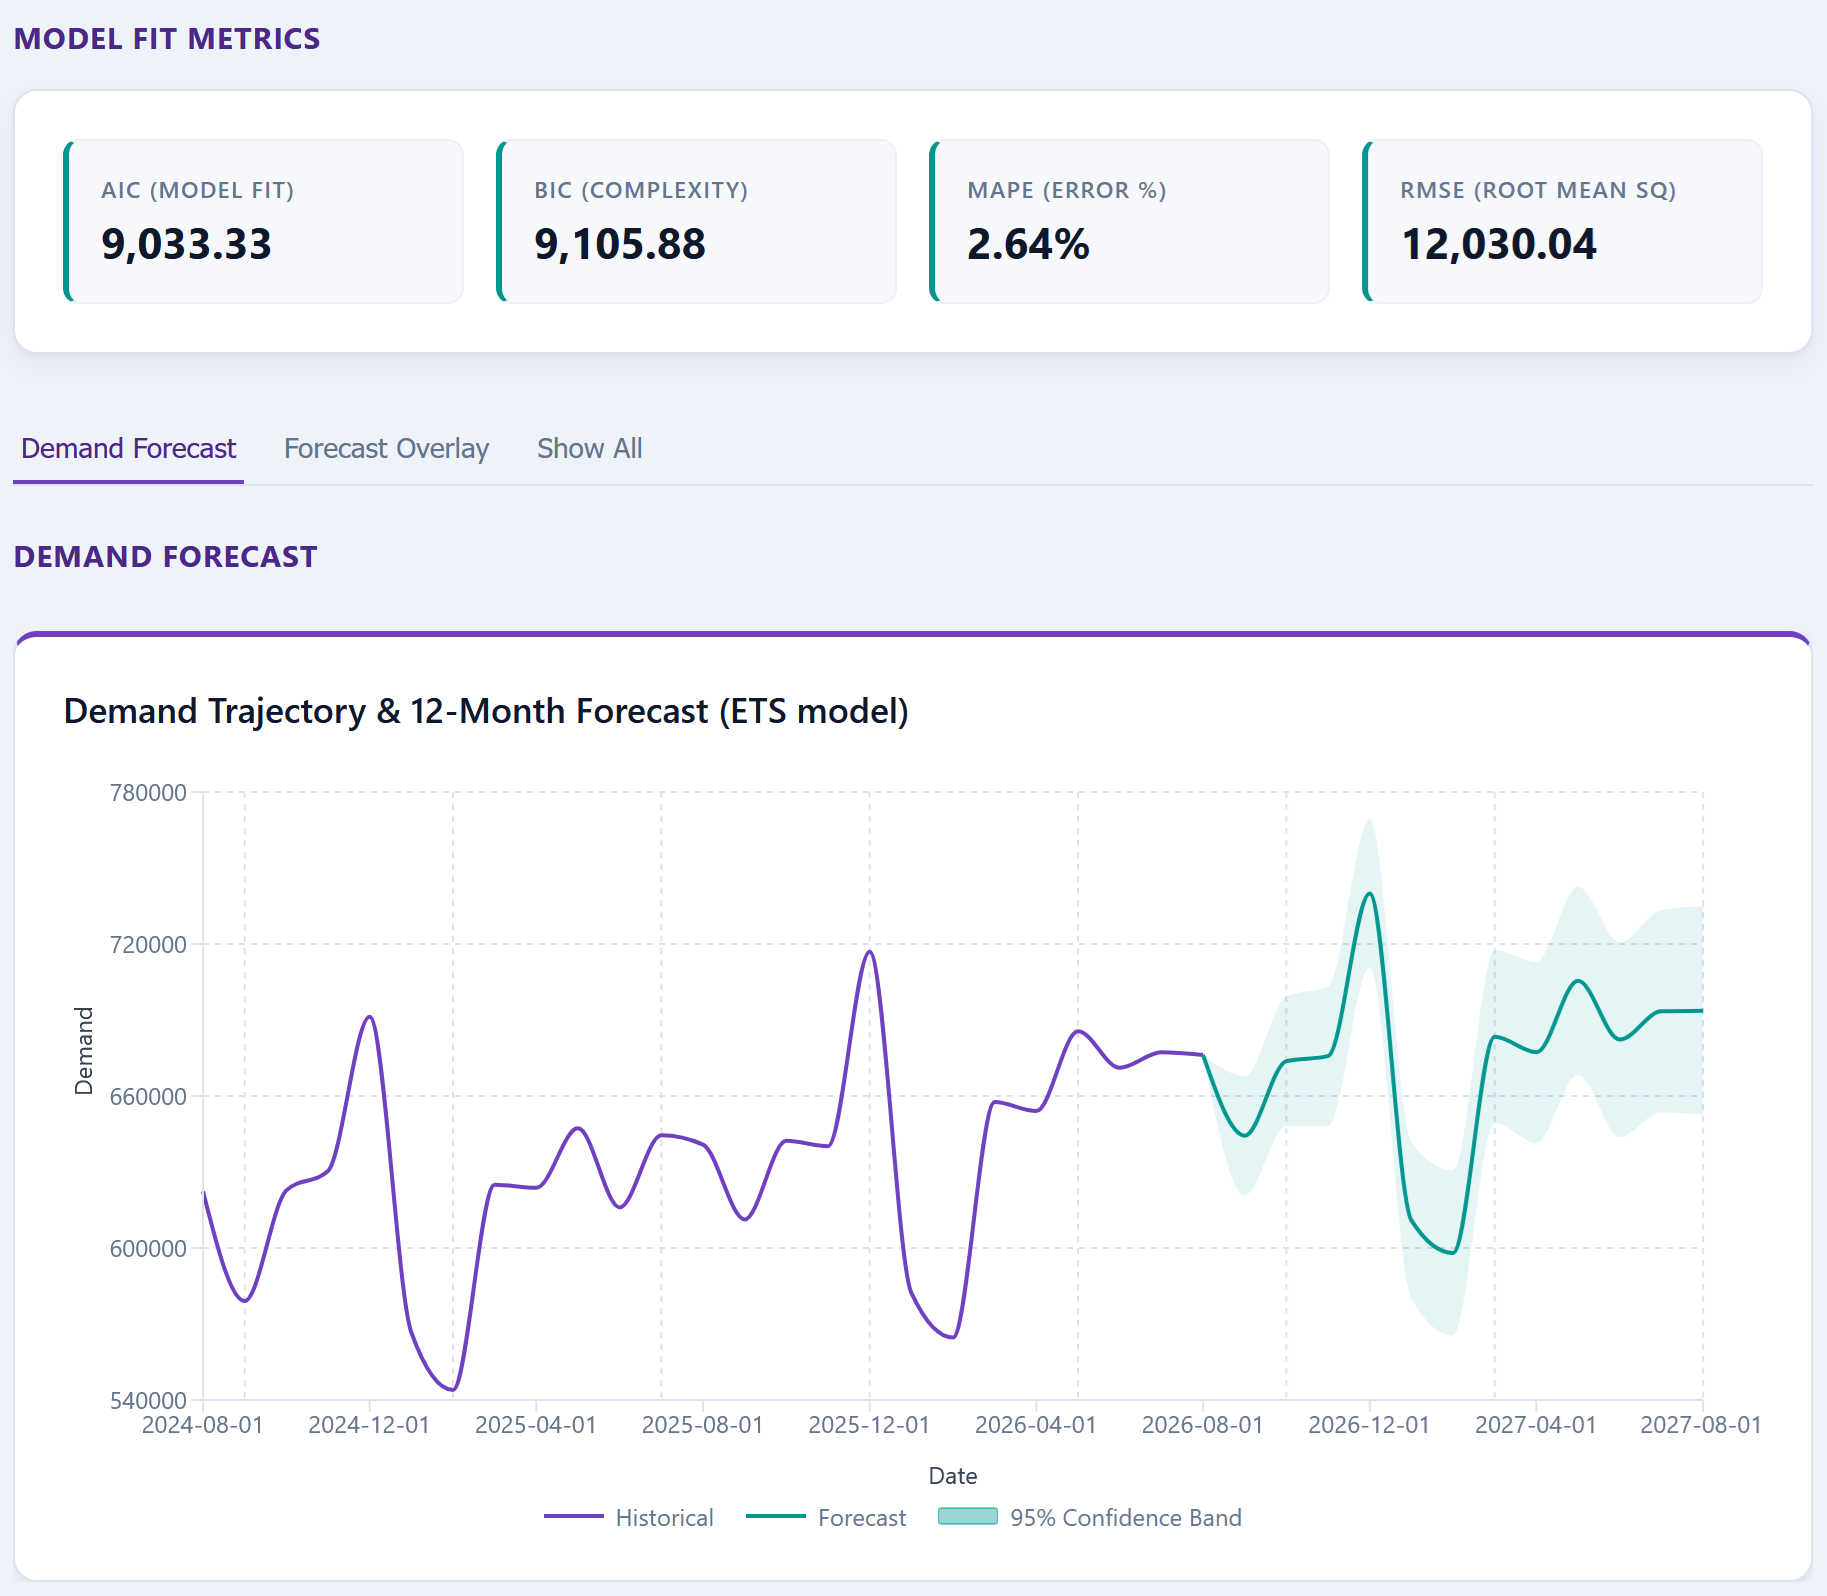 MODEL FIT METRICS
AIC (MODEL FIT)
9,033.33
BIC (COMPLEXITY)
9,105.88
MAPE (ERROR %)
2.64%
RMSE (ROOT MEAN SQ)
12,030.04
Demand Forecast
Forecast Overlay
Show All
DEMAND FORECAST
Demand Trajectory & 12-Month Forecast (ETS model)
780000
720000
660000
600000
540000
Demand
2024-08-01
2024-12-01
2025-04-01
2025-08-01
2025-12-01
2026-04-01
2026-08-01
2026-12-01
2027-04-01
2027-08-01
Date
Historical
Forecast
95% Confidence Band